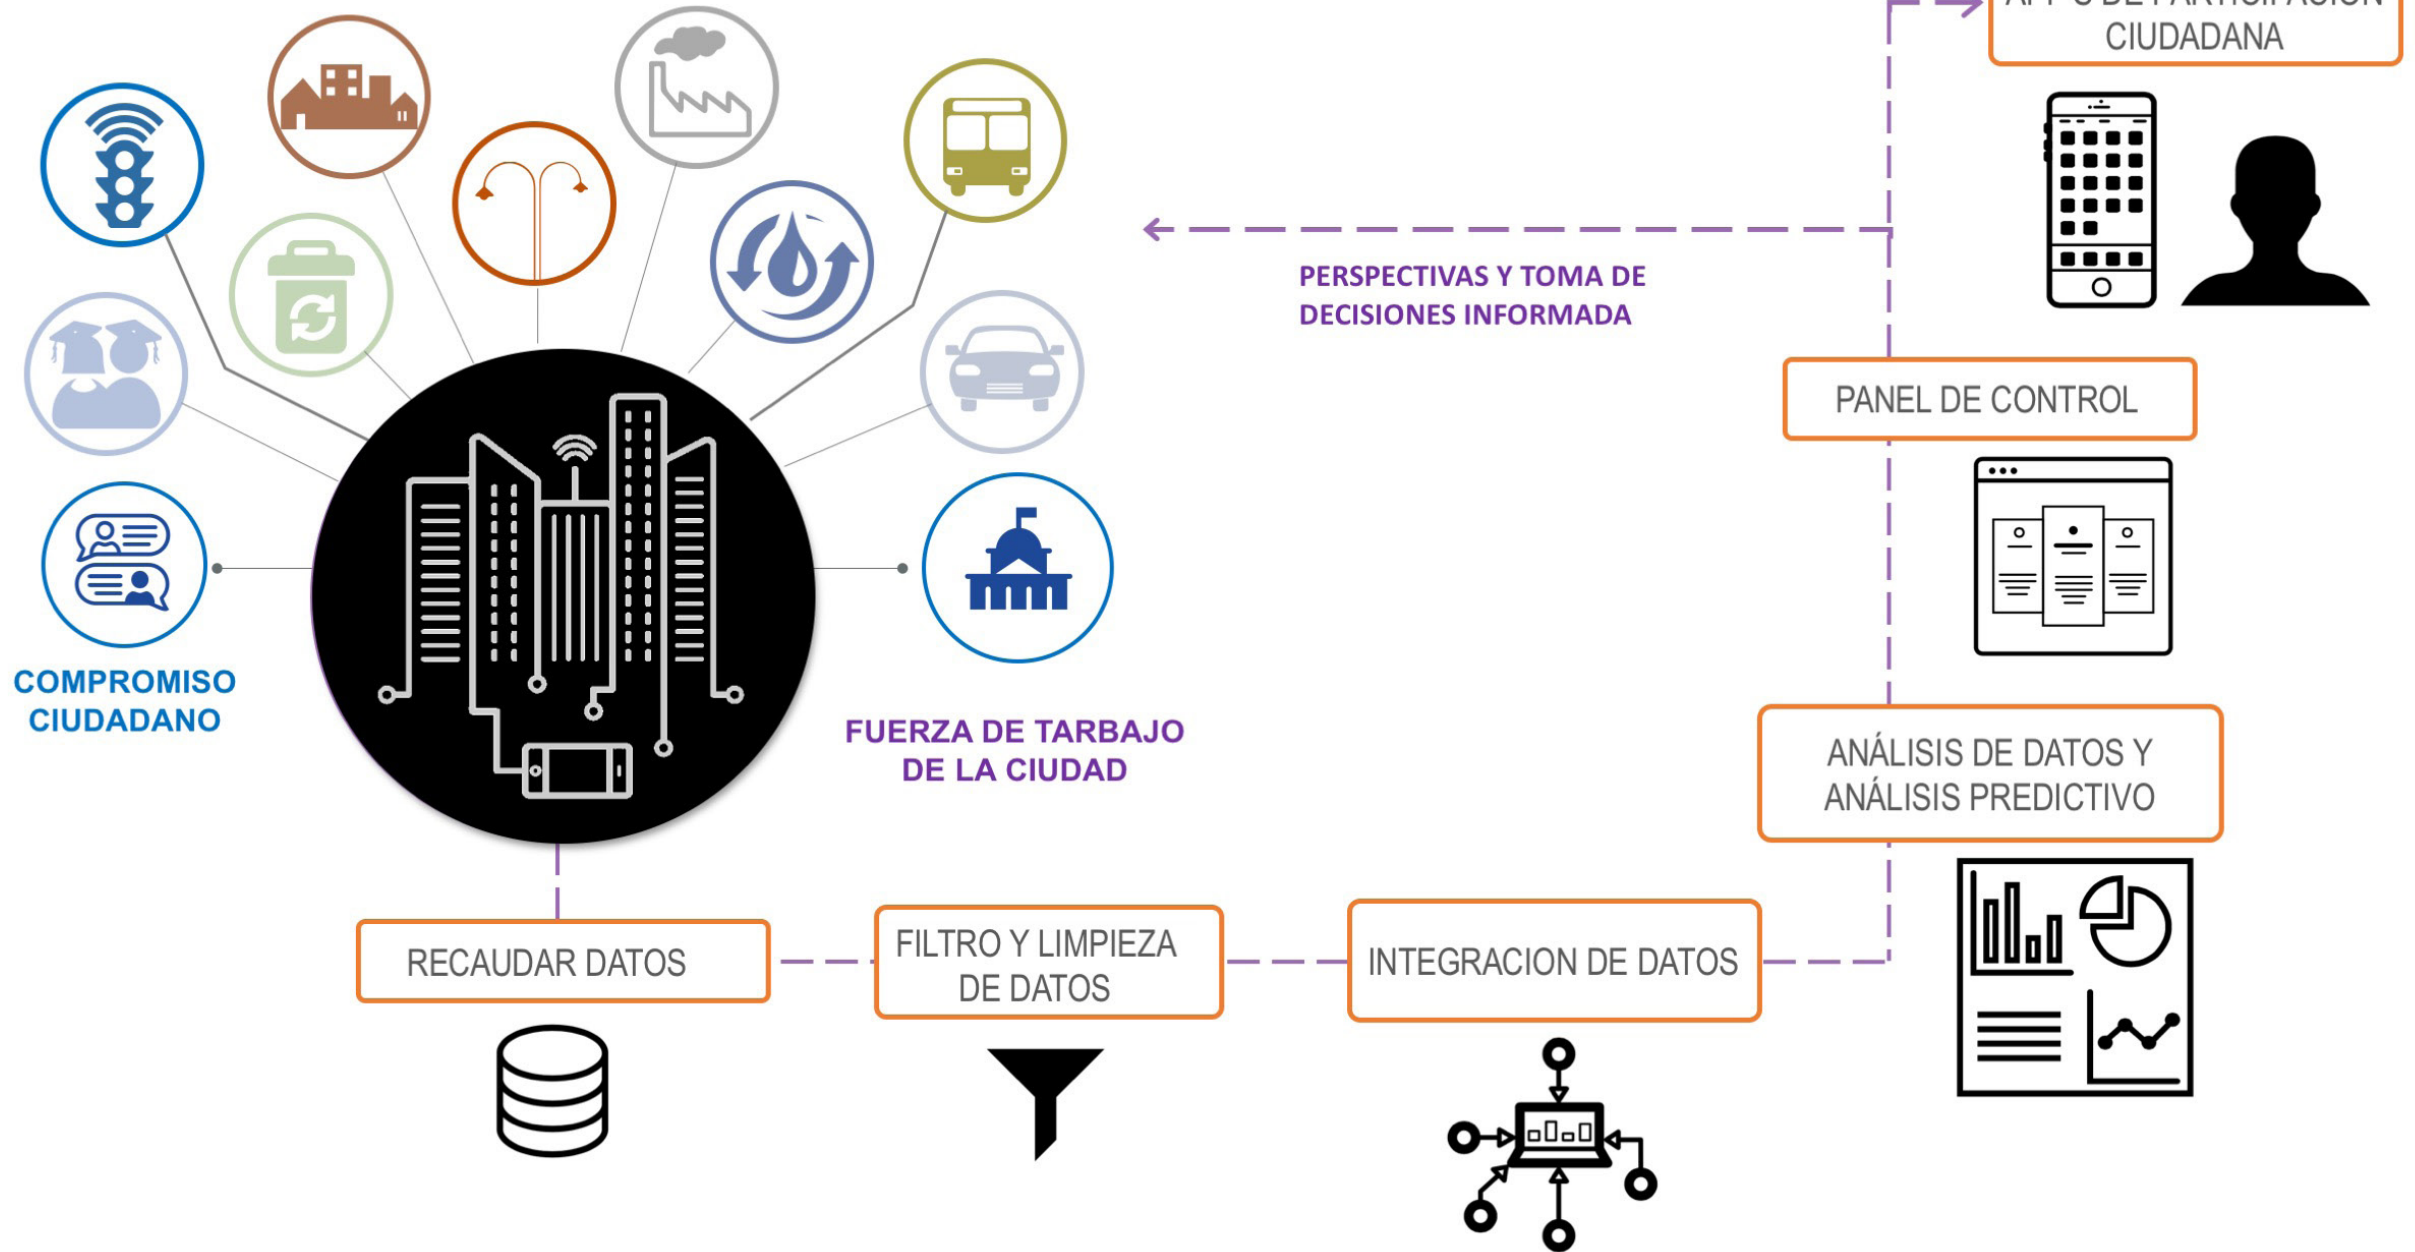 CIUDADANA
PERSPECTIVAS Y TOMA DE
DECISIONES INFORMADA
PANEL DE CONTROL
COMPROMISO
CIUDADANO
FUERZA DE TARBAJO
DE LA CIUDAD
ANÁLISIS DE DATOS Y
ANÁLISIS PREDICTIVO
RECAUDAR DATOS
FILTRO Y LIMPIEZA
DE DATOS
INTEGRACION DE DATOS